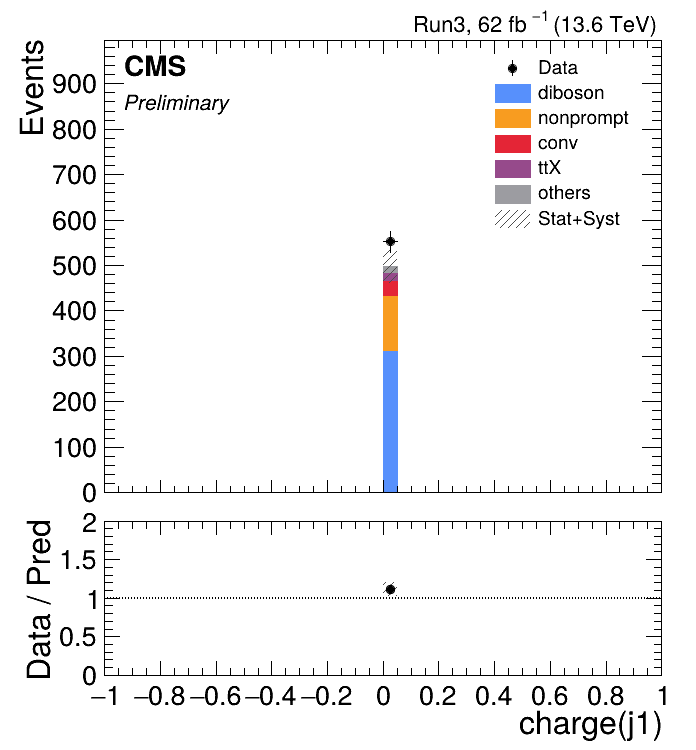 Run3, 62 fb⁻¹ (13.6 TeV)
CMS
Preliminary
Events
900
800
700
600
500
400
300
200
100
0
Data
diboson
nonprompt
conv
ttX
others
Stat+Syst
Data / Pred
2
1.5
1
0.5
0
−1 −0.8 −0.6 −0.4 −0.2 0 0.2 0.4 0.6 0.8 1
charge(j1)